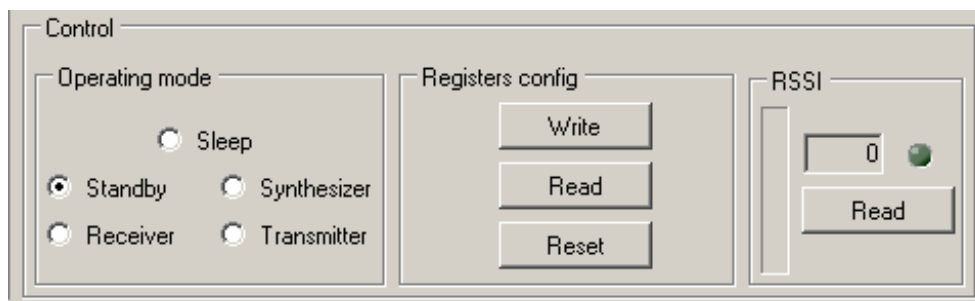 Control
Operating mode
Sleep
Standby
Synthesizer
Receiver
Transmitter
Registers config
Write
Read
Reset
RSSI
0
Read